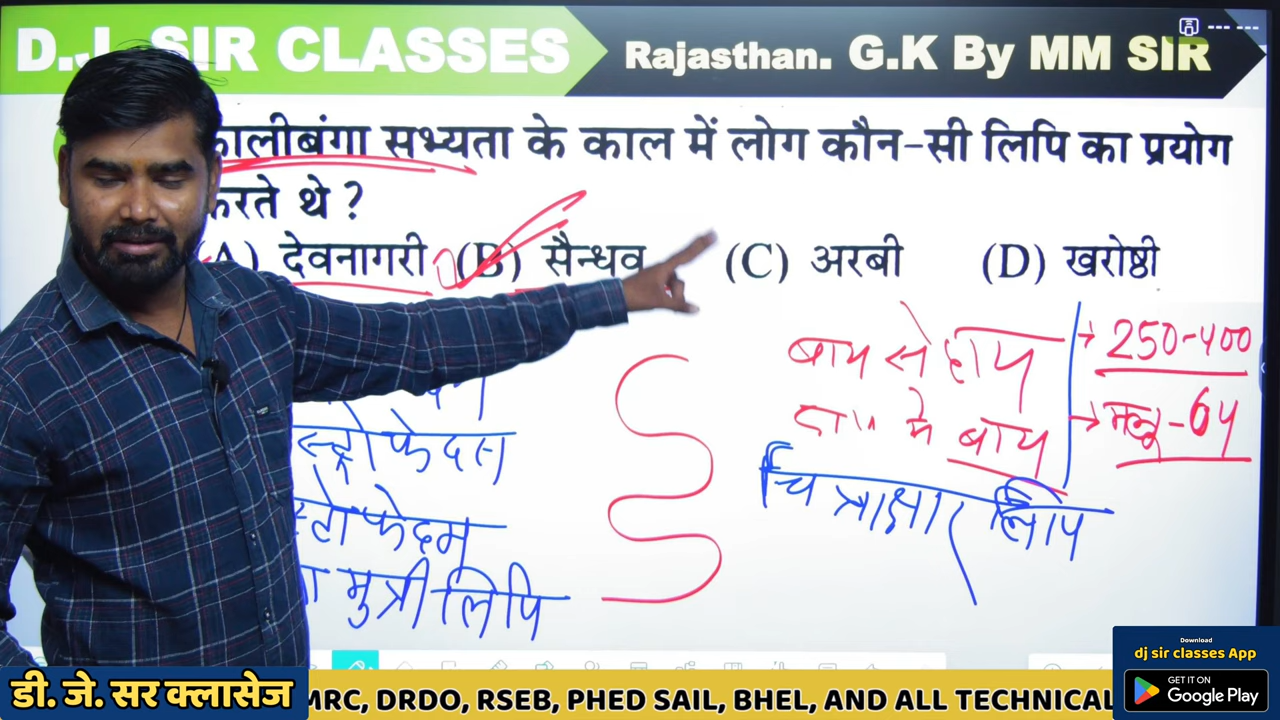 D.J. SIR CLASSES
Rajasthan. G.K By MM SIR
कालीबंगा सभ्यता के काल में लोग कौन-सी लिपि का प्रयोग
करते थे ?
(A) देवनागरी (B) सैन्धव (C) अरबी (D) खरोष्ठी
बाय से दाय → 250-400
से बाय → मूल-64
चित्राक्षर लिपि
मुत्री लिपि
डी. जे. सर क्लासेज
MRC, DRDO, RSEB, PHED SAIL, BHEL, AND ALL TECHNICAL
Download
dj sir classes App
GET IT ON
Google Play